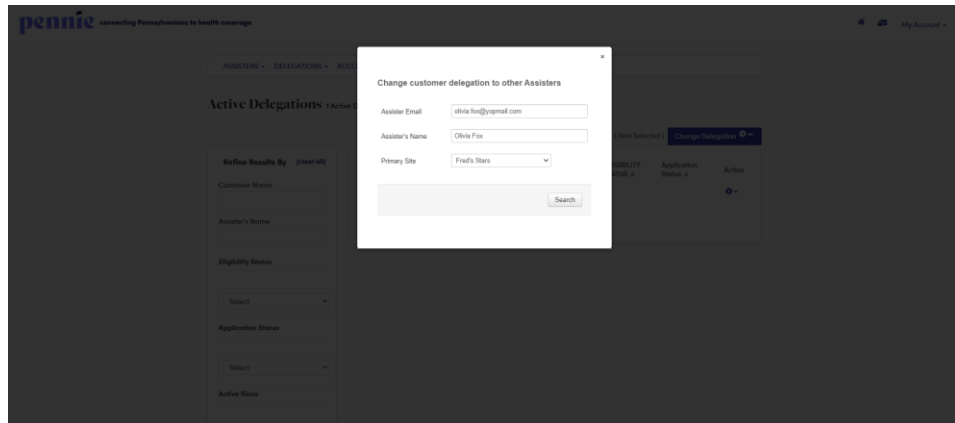 pennie connecting Pennsylvanians to health coverage
My Account
ASSISTERS DELEGATIONS
Active Delegations 1 Active
Change customer delegation to other Assisters
×
Assister Email olivia.fox@yopmail.com
Assister's Name Olivia Fox
Primary Site Fred's Stars
Search
Item Selected ) Change Delegation
Application Status
Action
Refine Results By (reset all)
Customer Name
Assister's Name
Eligibility Status
Select
Application Status
Select
Active Since